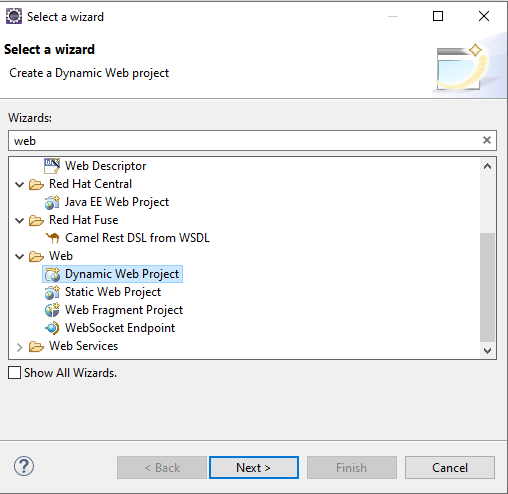 Select a wizard
Select a wizard
Create a Dynamic Web project
Wizards:
web
Web Descriptor
Red Hat Central
Java EE Web Project
Red Hat Fuse
Camel Rest DSL from WSDL
Web
Dynamic Web Project
Static Web Project
Web Fragment Project
WebSocket Endpoint
Web Services
Show All Wizards.
? < Back Next > Finish Cancel